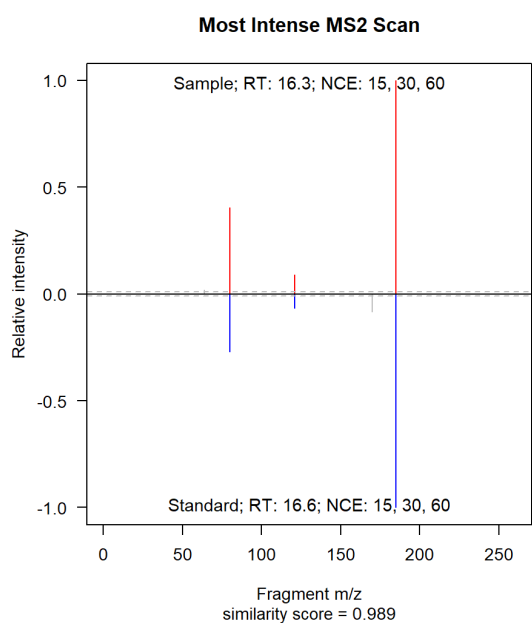 Most Intense MS2 Scan
Sample; RT: 16.3; NCE: 15, 30, 60
1.0
0.5
0.0
-0.5
-1.0
Relative intensity
Standard; RT: 16.6; NCE: 15, 30, 60
0 50 100 150 200 250
Fragment m/z
similarity score = 0.989